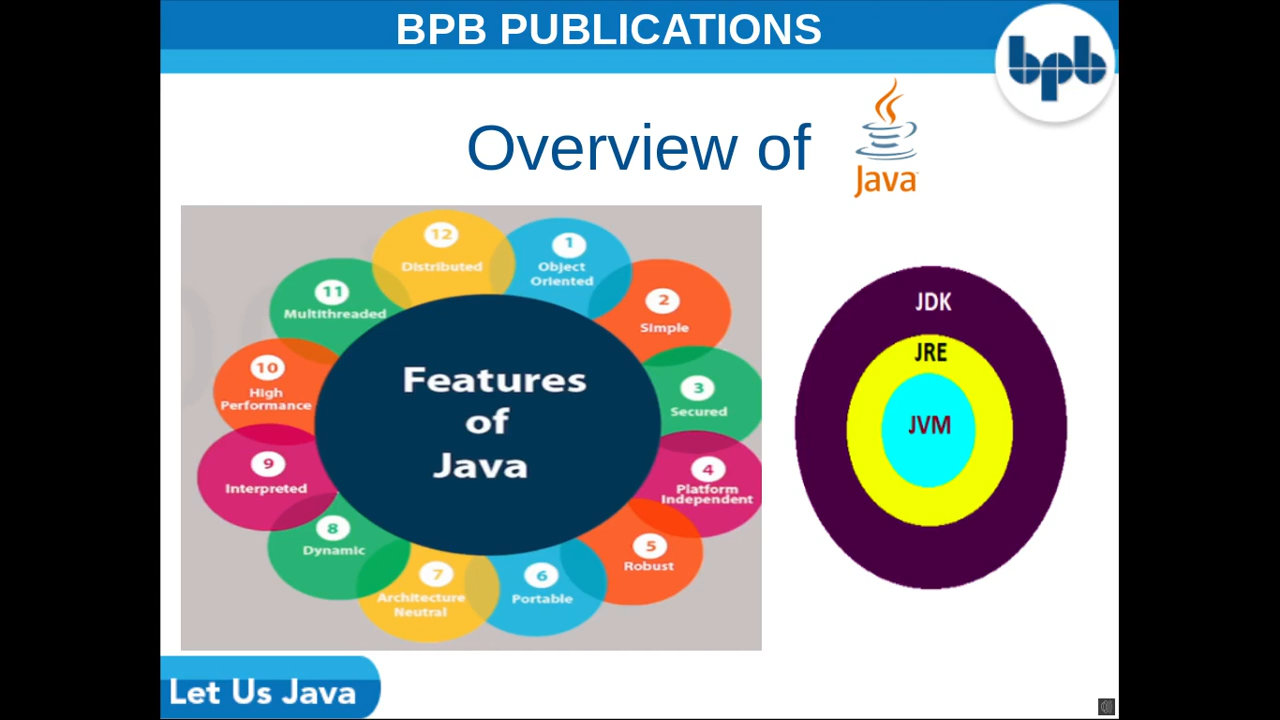 BPB PUBLICATIONS
bpb
Overview of
Java
12
Distributed
1
Object
Oriented
2
Simple
3
Secured
4
Platform
Independent
5
Robust
6
Portable
7
Architecture
Neutral
8
Dynamic
9
Interpreted
10
High
Performance
11
Multithreaded
Features
of
Java
JDK
JRE
JVM
Let Us Java